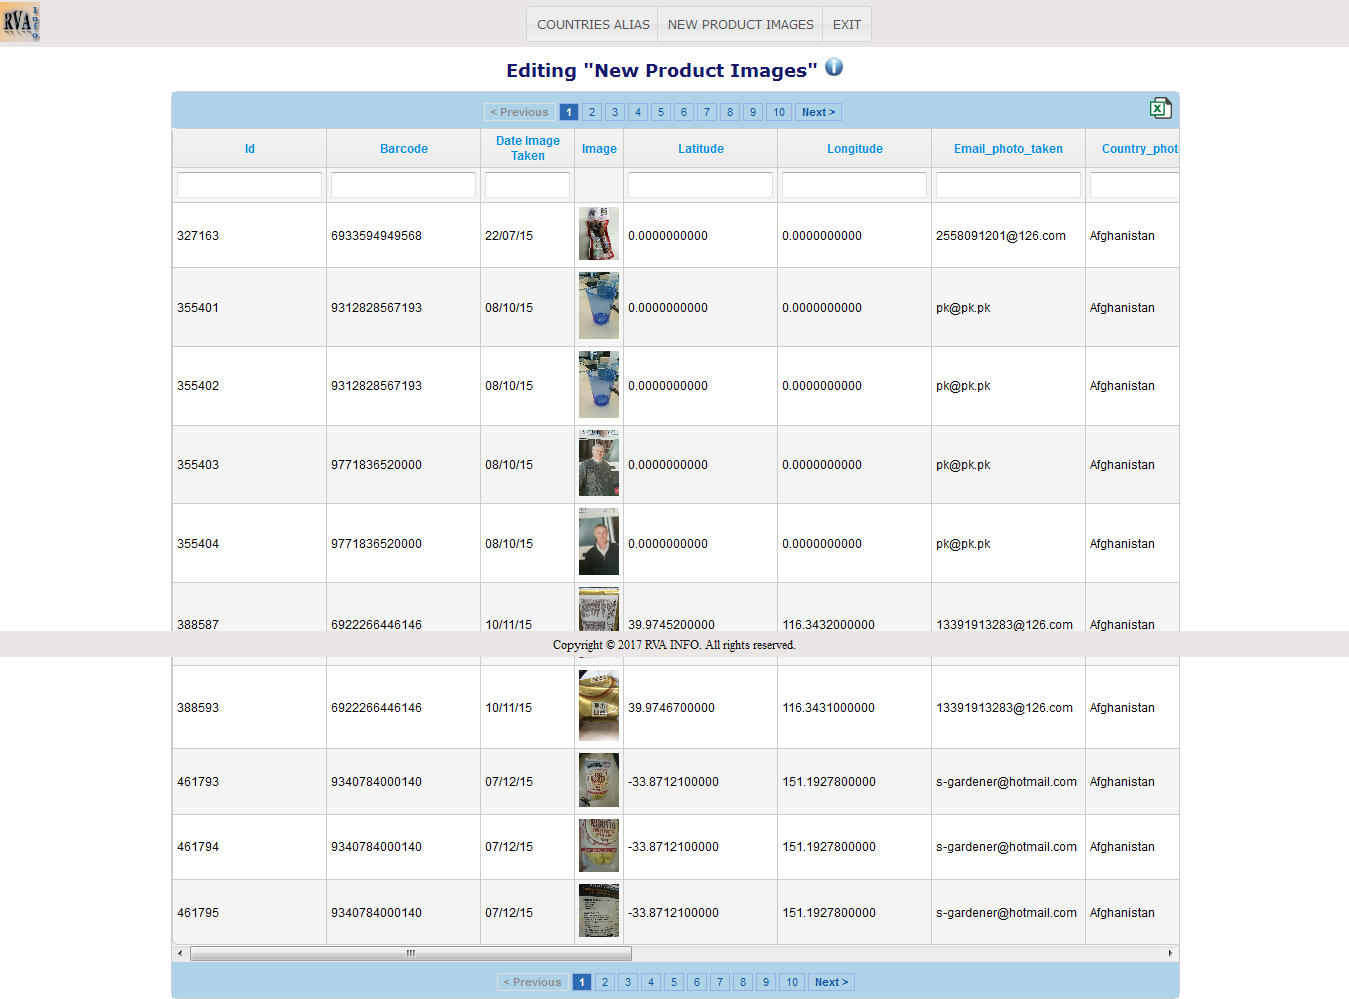 RVA Info
COUNTRIES ALIAS NEW PRODUCT IMAGES EXIT
Editing "New Product Images"
< Previous 1 2 3 4 5 6 7 8 9 10 Next >
Id Barcode Date Image Taken Image Latitude Longitude Email_photo_taken Country_phot
327163 6933594949568 22/07/15 0.0000000000 0.0000000000 2558091201@126.com Afghanistan
355401 9312828567193 08/10/15 0.0000000000 0.0000000000 pk@pk.pk Afghanistan
355402 9312828567193 08/10/15 0.0000000000 0.0000000000 pk@pk.pk Afghanistan
355403 9771836520000 08/10/15 0.0000000000 0.0000000000 pk@pk.pk Afghanistan
355404 9771836520000 08/10/15 0.0000000000 0.0000000000 pk@pk.pk Afghanistan
388587 6922266446146 10/11/15 39.9745200000 116.3432000000 13391913283@126.com Afghanistan
Copyright © 2017 RVA INFO. All rights reserved.
388593 6922266446146 10/11/15 39.9746700000 116.3431000000 13391913283@126.com Afghanistan
461793 9340784000140 07/12/15 -33.8712100000 151.1927800000 s-gardener@hotmail.com Afghanistan
461794 9340784000140 07/12/15 RISOTTO -33.8712100000 151.1927800000 s-gardener@hotmail.com Afghanistan
461795 9340784000140 07/12/15 -33.8712100000 151.1927800000 s-gardener@hotmail.com Afghanistan
< Previous 1 2 3 4 5 6 7 8 9 10 Next >